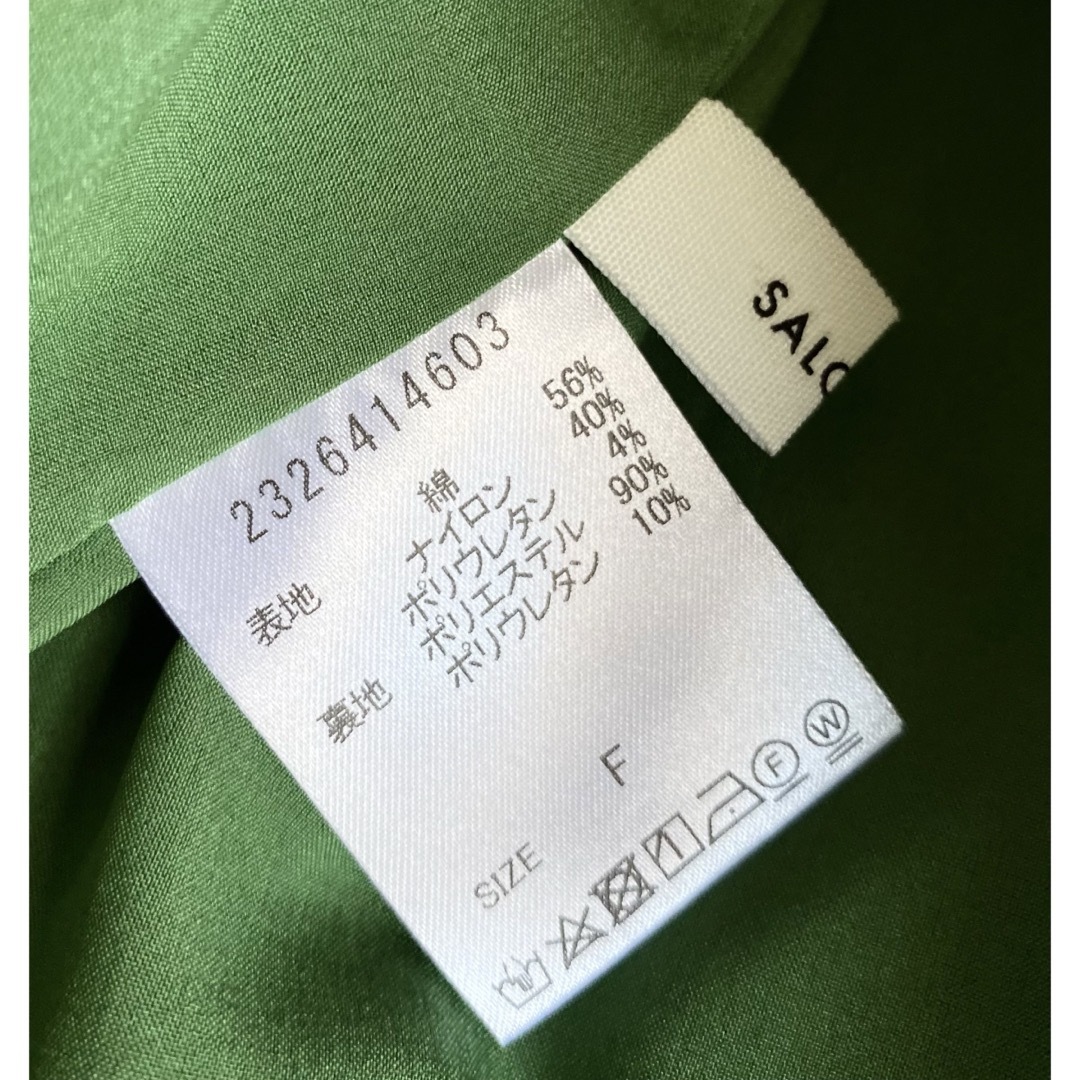 2326414603
表地 綿 56%
ナイロン 40%
ポリウレタン 4%
裏地 ポリエステル 90%
ポリウレタン 10%
SIZE F
F W
SALO